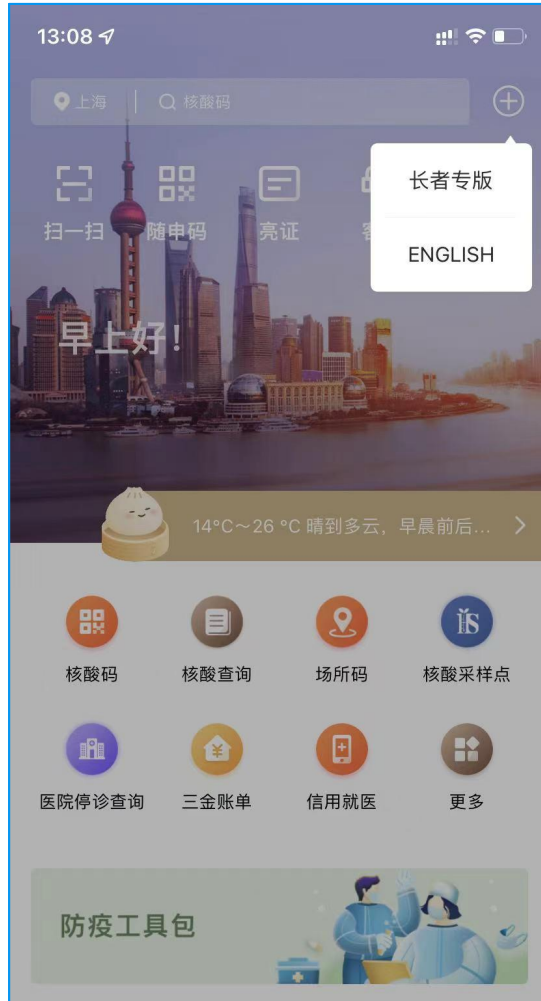 13:08
上海
核酸码
长者专版
ENGLISH
扫一扫
随申码
亮证
早上好！
14°C～26 °C 晴到多云，早晨前后...
核酸码
核酸查询
场所码
核酸采样点
医院停诊查询
三金账单
信用就医
更多
防疫工具包